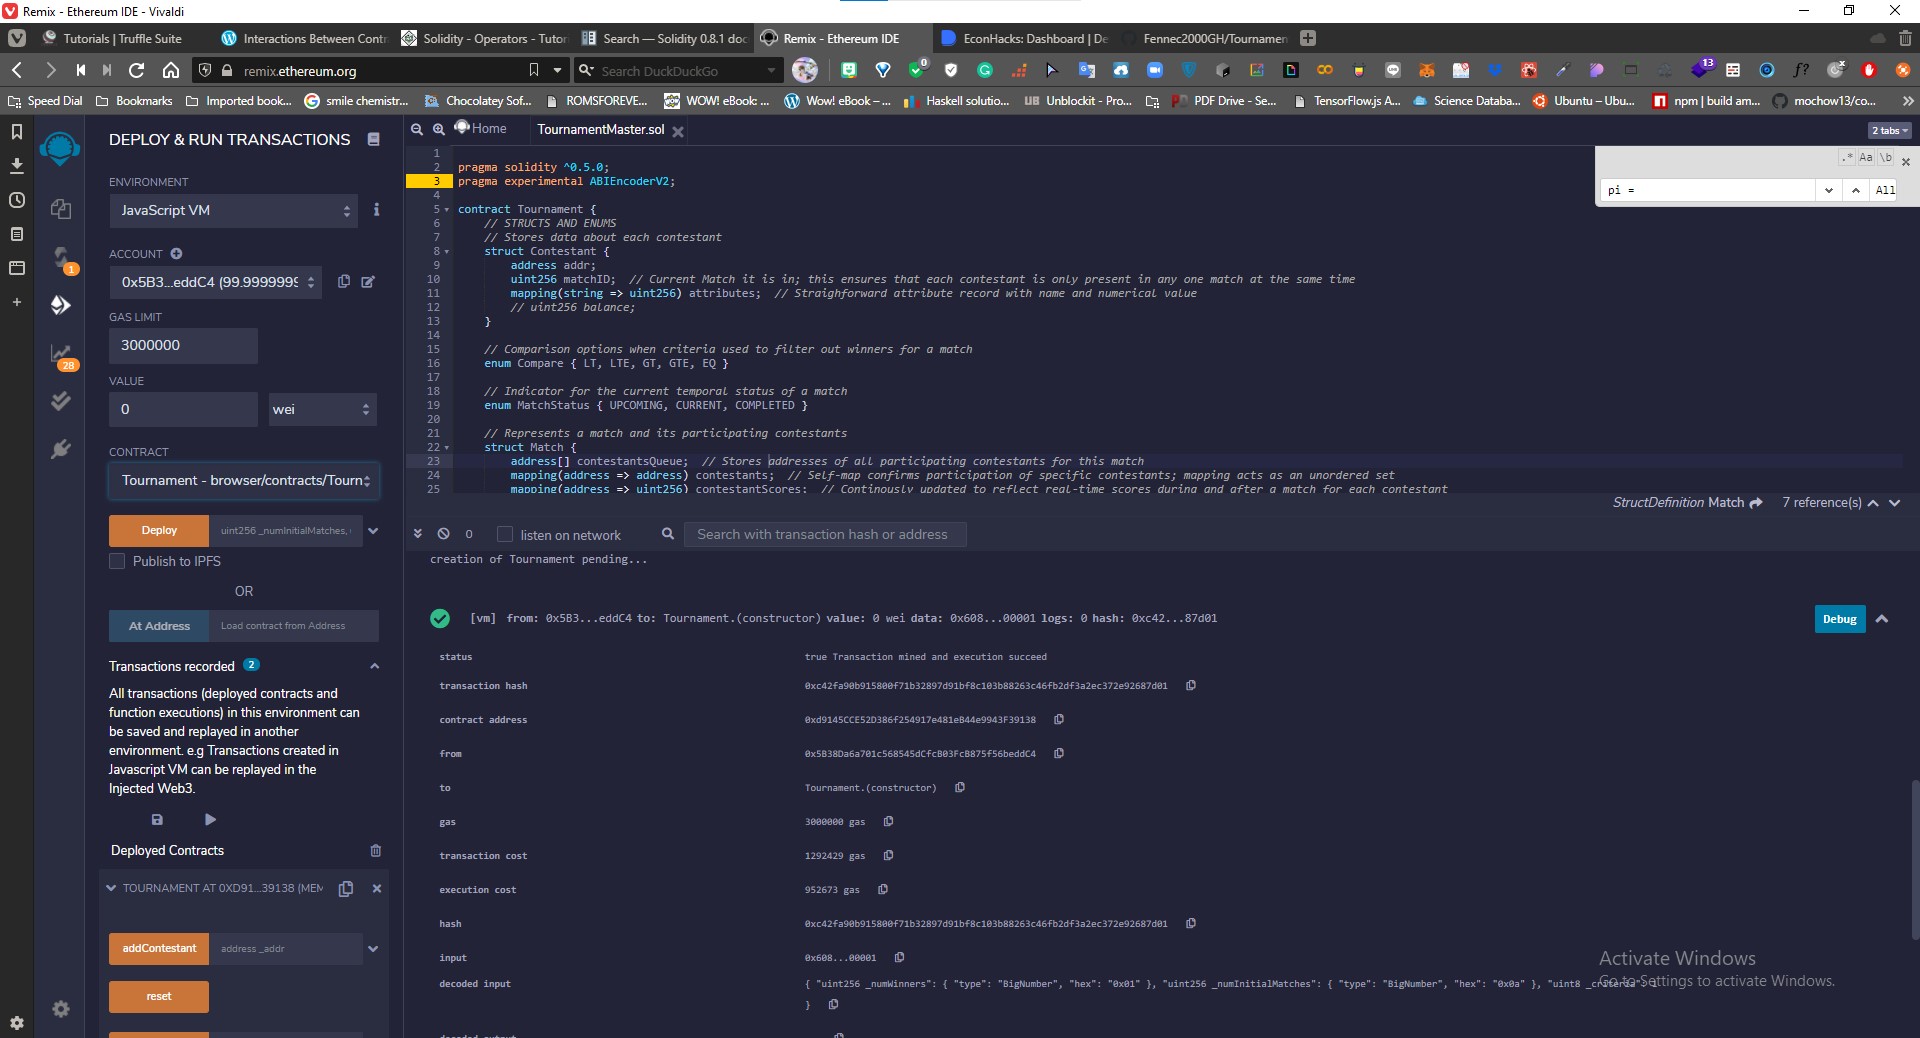 Remix - Ethereum IDE - Vivaldi
Tutorials | Truffle Suite
Interactions Between Contr
Solidity - Operators - Tutor
Search — Solidity 0.8.1 doc
Remix - Ethereum IDE
EconHacks: Dashboard | De
Fennec2000GH/Tournamen
remix.ethereum.org
Search DuckDuckGo
0
13
f?
Speed Dial
Bookmarks
Imported book...
smile chemistr...
Chocolatey Sof...
ROMSFOREVE...
WOW! eBook: ...
Wow! eBook – ...
Haskell solutio...
Unblockit - Pro...
PDF Drive - Se...
TensorFlow.js A...
Science Databa...
Ubuntu – Ubu...
npm | build am...
mochow13/co...
DEPLOY & RUN TRANSACTIONS
ENVIRONMENT
JavaScript VM
ACCOUNT
0x5B3...eddC4 (99.9999999
GAS LIMIT
3000000
VALUE
0
wei
CONTRACT
Tournament - browser/contracts/Tourn
Deploy
uint256 _numInitialMatches,
Publish to IPFS
OR
At Address
Load contract from Address
Transactions recorded 2
All transactions (deployed contracts and
function executions) in this environment can
be saved and replayed in another
environment. e.g Transactions created in
Javascript VM can be replayed in the
Injected Web3.
Deployed Contracts
TOURNAMENT AT 0XD91...39138 (MEM
addContestant
address _addr
reset
1
28
Home
TournamentMaster.sol
2 tabs
.*
Aa
\b
pi =
All
1
2 pragma solidity ^0.5.0;
3 pragma experimental ABIEncoderV2;
4
5 contract Tournament {
6 // STRUCTS AND ENUMS
7 // Stores data about each contestant
8 struct Contestant {
9 address addr;
10 uint256 matchID; // Current Match it is in; this ensures that each contestant is only present in any one match at the same time
11 mapping(string => uint256) attributes; // Straighforward attribute record with name and numerical value
12 // uint256 balance;
13 }
14
15 // Comparison options when criteria used to filter out winners for a match
16 enum Compare { LT, LTE, GT, GTE, EQ }
17
18 // Indicator for the current temporal status of a match
19 enum MatchStatus { UPCOMING, CURRENT, COMPLETED }
20
21 // Represents a match and its participating contestants
22 struct Match {
23 address[] contestantsQueue; // Stores addresses of all participating contestants for this match
24 mapping(address => address) contestants; // Self-map confirms participation of specific contestants; mapping acts as an unordered set
25 mapping(address => uint256) contestantScores; // Continously updated to reflect real-time scores during and after a match for each contestant
StructDefinition Match
7 reference(s)
0
listen on network
Search with transaction hash or address
creation of Tournament pending...
[vm] from: 0x5B3...eddC4 to: Tournament.(constructor) value: 0 wei data: 0x608...00001 logs: 0 hash: 0xc42...87d01
Debug
status true Transaction mined and execution succeed
transaction hash 0xc42fa90b915800f71b32897d91bf8c103b88263c46fb2df3a2ec372e92687d01
contract address 0xd9145CCE52D386f254917e481eB44e9943F39138
from 0x5B38Da6a701c568545dCfcB03FcB875f56beddC4
to Tournament.(constructor)
gas 3000000 gas
transaction cost 1292429 gas
execution cost 952673 gas
hash 0xc42fa90b915800f71b32897d91bf8c103b88263c46fb2df3a2ec372e92687d01
input 0x608...00001
decoded input { "uint256 _numWinners": { "type": "BigNumber", "hex": "0x01" }, "uint256 _numInitialMatches": { "type": "BigNumber", "hex": "0x0a" }, "uint8 _criteria": 1
}
decoded output
Activate Windows
Go to Settings to activate Windows.